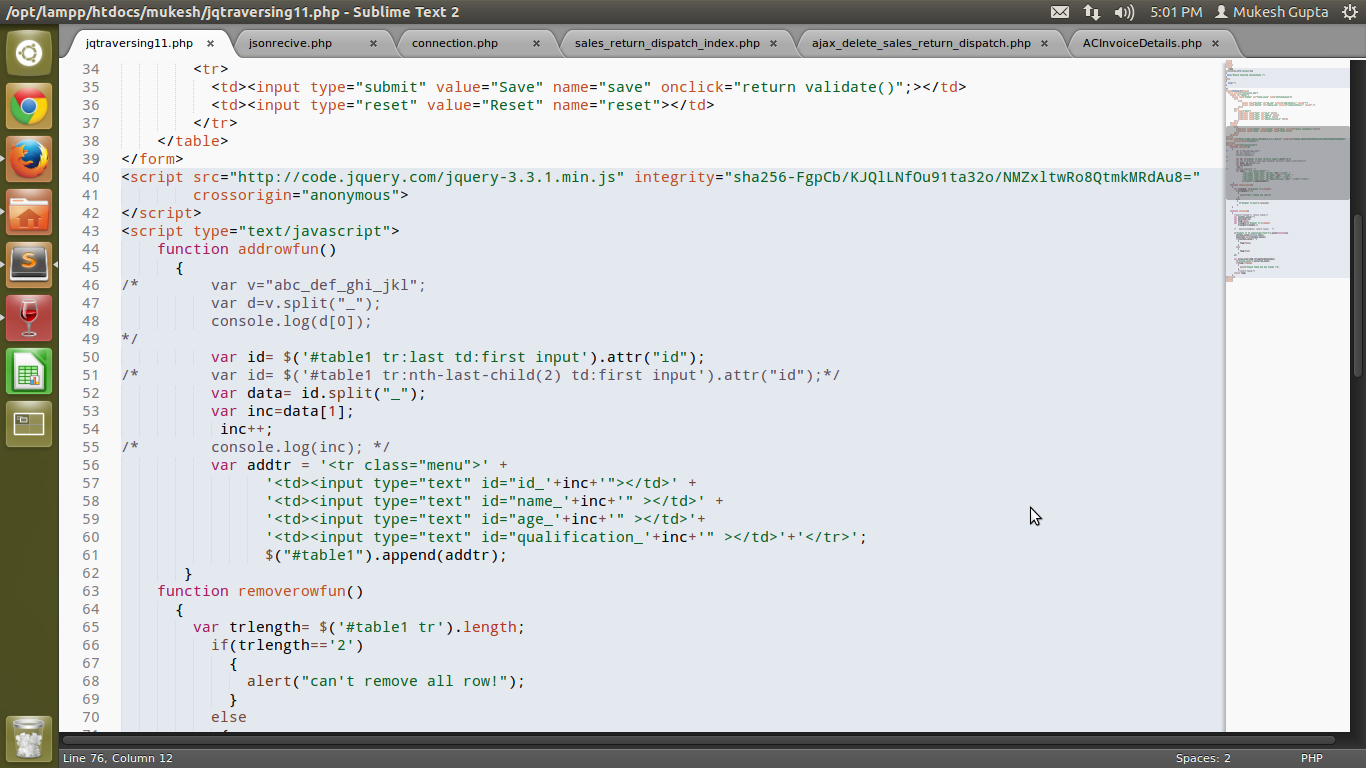 /opt/lampp/htdocs/mukesh/jqtraversing11.php - Sublime Text 2
5:01 PM
Mukesh Gupta
jqtraversing11.php × jsonrecive.php × connection.php × sales_return_dispatch_index.php × ajax_delete_sales_return_dispatch.php × ACInvoiceDetails.php ×
34 <tr>
35 <td><input type="submit" value="Save" name="save" onclick="return validate()";></td>
36 <td><input type="reset" value="Reset" name="reset"></td>
37 </tr>
38 </table>
39 </form>
40 <script src="http://code.jquery.com/jquery-3.3.1.min.js" integrity="sha256-FgpCb/KJQlLNfOu91ta32o/NMZxltwRo8QtmkMRdAu8="
41 crossorigin="anonymous">
42 </script>
43 <script type="text/javascript">
44 function addrowfun()
45 {
46 /* var v="abc_def_ghi_jkl";
47 var d=v.split("_");
48 console.log(d[0]);
49 */
50 var id= $('#table1 tr:last td:first input').attr("id");
51 /* var id= $('#table1 tr:nth-last-child(2) td:first input').attr("id");*/
52 var data= id.split("_");
53 var inc=data[1];
54 inc++;
55 /* console.log(inc); */
56 var addtr = '<tr class="menu">' +
57 '<td><input type="text" id="id_'+inc+'"></td>' +
58 '<td><input type="text" id="name_'+inc+'" ></td>' +
59 '<td><input type="text" id="age_'+inc+'" ></td>'+
60 '<td><input type="text" id="qualification_'+inc+'" ></td>'+'</tr>';
61 $("#table1").append(addtr);
62 }
63 function removerowfun()
64 {
65 var trlength= $('#table1 tr').length;
66 if(trlength=='2')
67 {
68 alert("can't remove all row!");
69 }
70 else
Line 76, Column 12
Spaces: 2
PHP